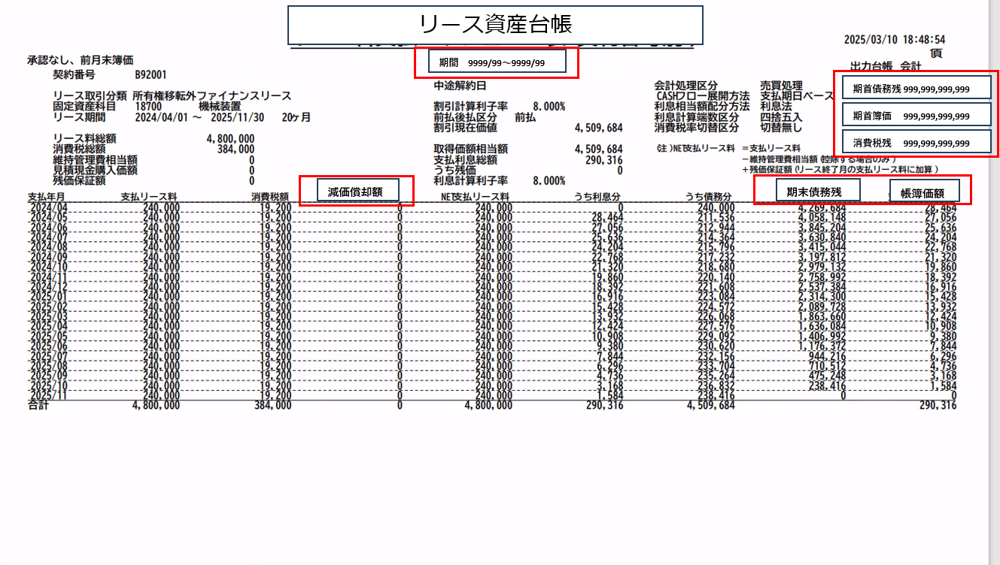 リース資産台帳
2025/03/10 18:48:54
頁
承認なし、前月末簿価
期間 9999/99～9999/99
出力台帳 会計
契約番号 B92001
中途解約日 会計処理区分 売買処理
期首債務残 999,999,999,999
リース取引分類 所有権移転外ファイナンスリース CASHフロー展開方法 支払期日ベース
固定資産科目 18700 機械装置 割引計算利子率 8.000% 利息相当額配分方法 利息法
リース期間 2024/04/01 ～ 2025/11/30 20ヶ月 前払後払区分 前払 利息計算端数区分 四捨五入
期首簿価 999,999,999,999
割引現在価値 4,509,684 消費税率切替区分 切替無し
リース料総額 4,800,000
消費税残 999,999,999,999
消費税総額 384,000 取得価額相当額 4,509,684 (注)NET支払リース料 ＝支払リース料
維持管理費相当額 0 支払利息総額 290,316 －維持管理費相当額(控除する場合のみ)
見積現金購入価額 0 うち残価 0 ＋残価保証額(リース終了月の支払リース料に加算)
残価保証額 0 利息計算利子率 8.000%
支払年月 支払リース料 消費税額 減価償却額 NET支払リース料 うち利息分 うち債務分 期末債務残 帳簿価額
2024/04 240,000 19,200 0 240,000 0 240,000 4,269,684 28,464
2024/05 240,000 19,200 0 240,000 28,464 211,536 4,058,148 27,056
2024/06 240,000 19,200 0 240,000 27,056 212,944 3,845,204 25,636
2024/07 240,000 19,200 0 240,000 25,636 214,364 3,630,840 24,204
2024/08 240,000 19,200 0 240,000 24,204 215,796 3,415,044 22,768
2024/09 240,000 19,200 0 240,000 22,768 217,232 3,197,812 21,320
2024/10 240,000 19,200 0 240,000 21,320 218,680 2,979,132 19,860
2024/11 240,000 19,200 0 240,000 19,860 220,140 2,758,992 18,392
2024/12 240,000 19,200 0 240,000 18,392 221,608 2,537,384 16,916
2025/01 240,000 19,200 0 240,000 16,916 223,084 2,314,300 15,428
2025/02 240,000 19,200 0 240,000 15,428 224,572 2,089,728 13,932
2025/03 240,000 19,200 0 240,000 13,932 226,068 1,863,660 12,424
2025/04 240,000 19,200 0 240,000 12,424 227,576 1,636,084 10,908
2025/05 240,000 19,200 0 240,000 10,908 229,092 1,406,992 9,380
2025/06 240,000 19,200 0 240,000 9,380 230,620 1,176,372 7,844
2025/07 240,000 19,200 0 240,000 7,844 232,156 944,216 6,296
2025/08 240,000 19,200 0 240,000 6,296 233,704 710,512 4,736
2025/09 240,000 19,200 0 240,000 4,736 235,264 475,248 3,168
2025/10 240,000 19,200 0 240,000 3,168 236,832 238,416 1,584
2025/11 240,000 19,200 0 240,000 1,584 238,416 0 0
合計 4,800,000 384,000 0 4,800,000 290,316 4,509,684 290,316